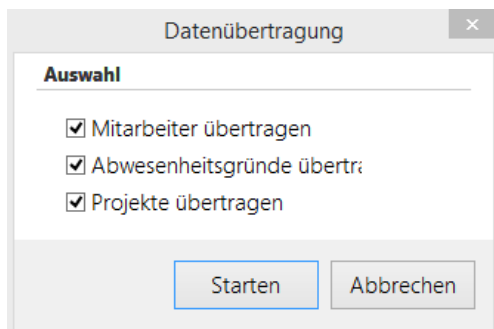 Datenübertragung
Auswahl
Mitarbeiter übertragen
Abwesenheitsgründe übertra
Projekte übertragen
Starten Abbrechen